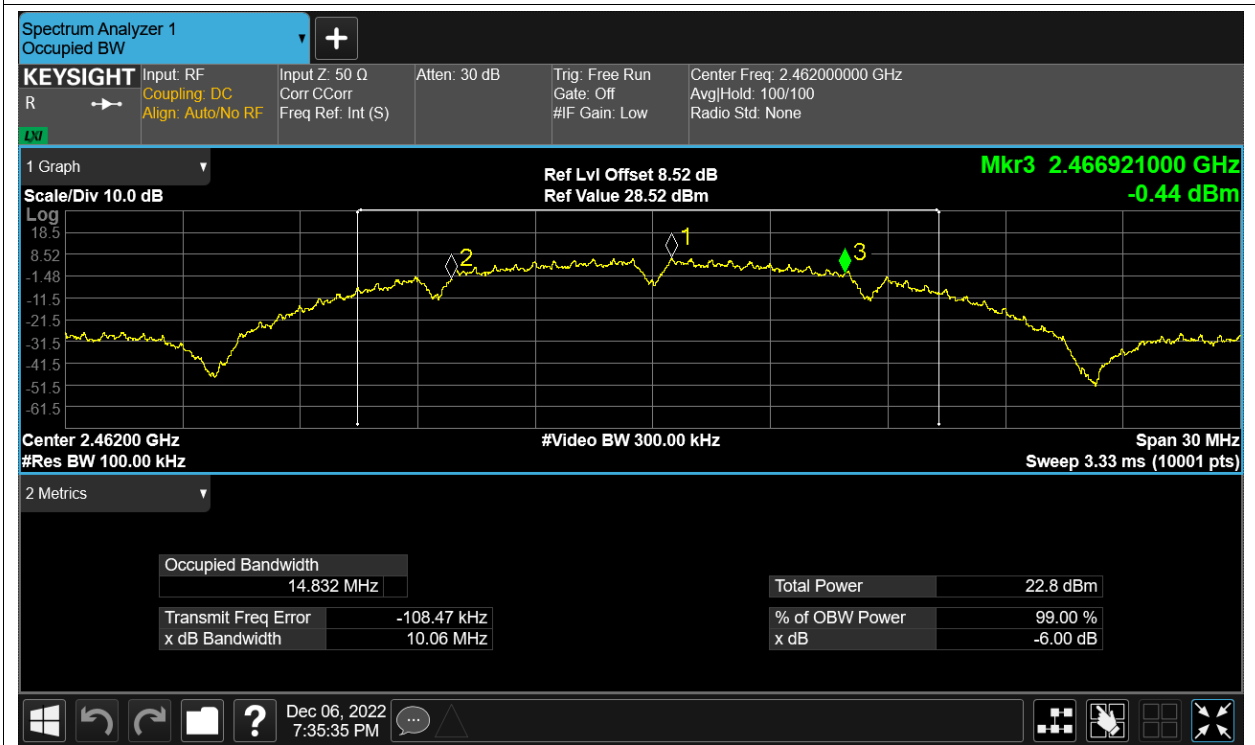 Spectrum Analyzer 1
Occupied BW
KEYSIGHT
R
LXI
Input: RF
Coupling: DC
Align: Auto/No RF
Input Z: 50 Ω
Corr CCorr
Freq Ref: Int (S)
Atten: 30 dB
Trig: Free Run
Gate: Off
#IF Gain: Low
Center Freq: 2.462000000 GHz
Avg|Hold: 100/100
Radio Std: None
1 Graph
Scale/Div 10.0 dB
Ref Lvl Offset 8.52 dB
Ref Value 28.52 dBm
Mkr3 2.466921000 GHz
-0.44 dBm
Log
18.5
8.52
-1.48
-11.5
-21.5
-31.5
-41.5
-51.5
-61.5
2
1
3
Center 2.46200 GHz
#Video BW 300.00 kHz
Span 30 MHz
#Res BW 100.00 kHz
Sweep 3.33 ms (10001 pts)
2 Metrics
Occupied Bandwidth
14.832 MHz
Transmit Freq Error -108.47 kHz
x dB Bandwidth 10.06 MHz
Total Power 22.8 dBm
% of OBW Power 99.00 %
x dB -6.00 dB
?
Dec 06, 2022
7:35:35 PM